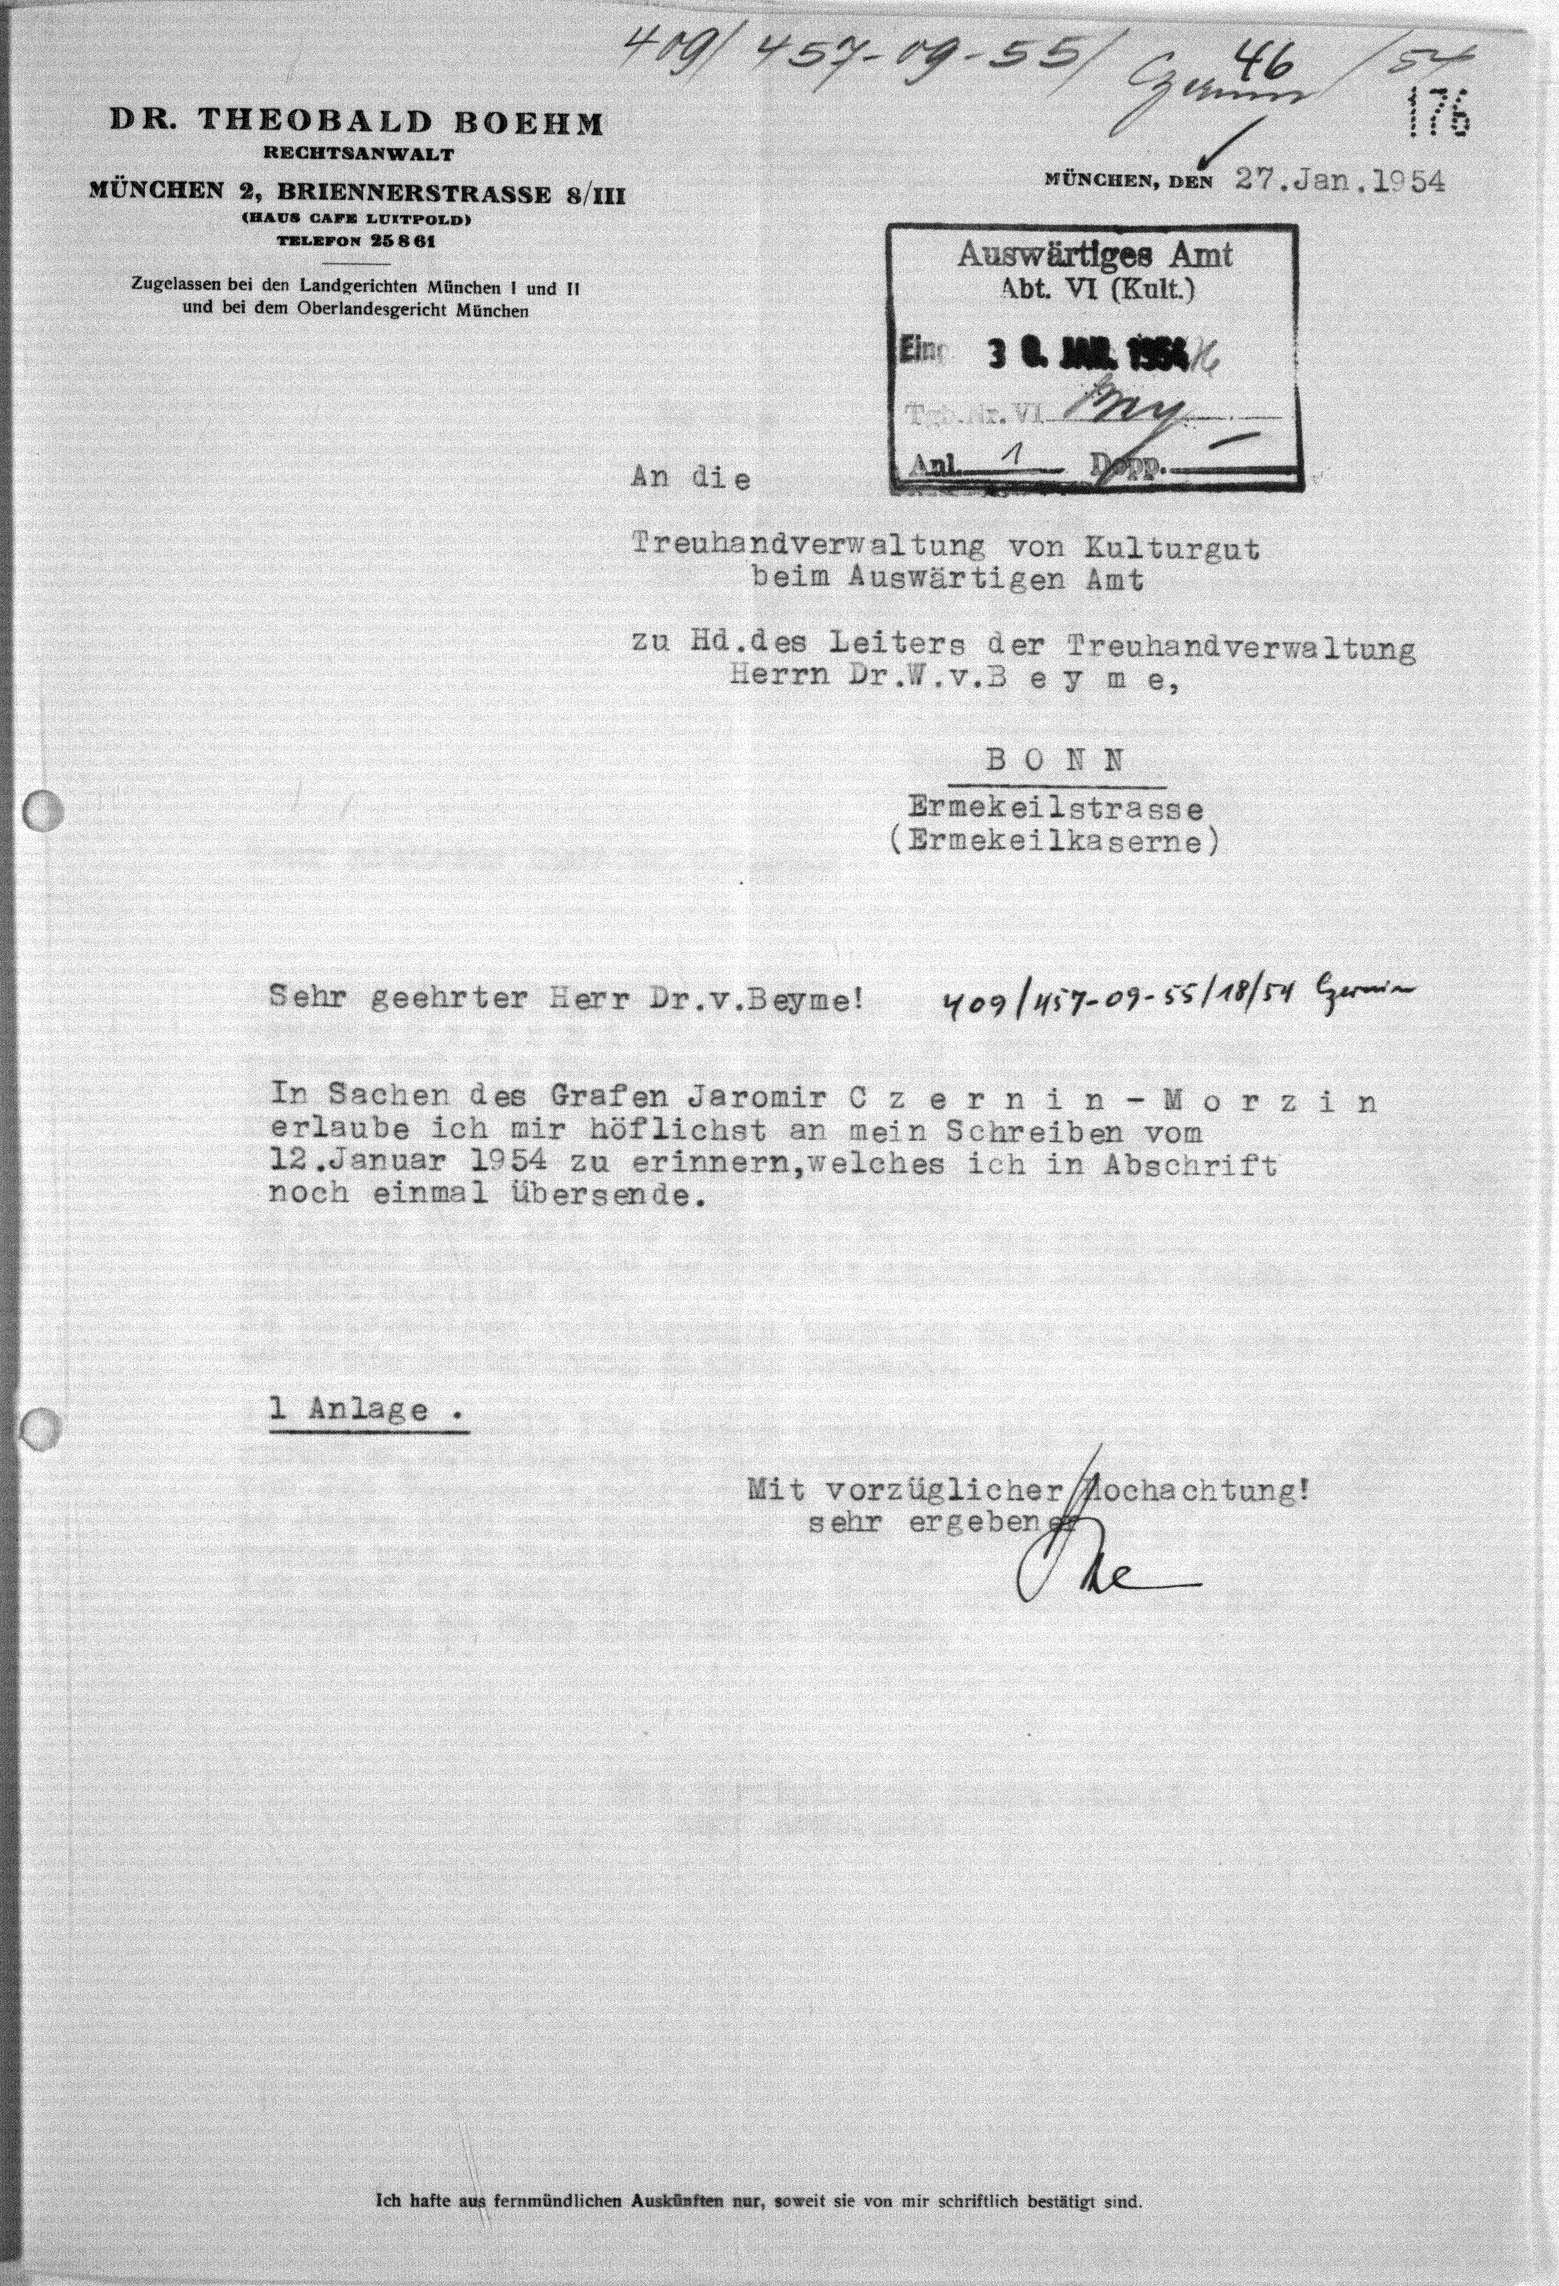 409/457-09-55/ Czernin 46/54
176
DR. THEOBALD BOEHM
RECHTSANWALT
MÜNCHEN 2, BRIENNERSTRASSE 8/III
(HAUS CAFE LUITPOLD)
TELEFON 25861
Zugelassen bei den Landgerichten München I und II
und bei dem Oberlandesgericht München
MÜNCHEN, DEN 27.Jan.1954
Auswärtiges Amt
Abt. VI (Kult.)
Eing. 30. JAN. 1954
Tgb.Nr. VI
Anl. 1 Dopp. —
An die
Treuhandverwaltung von Kulturgut
beim Auswärtigen Amt
zu Hd.des Leiters der Treuhandverwaltung
Herrn Dr.W.v.B e y m e,
B O N N
Ermekeilstrasse
(Ermekeilkaserne)
Sehr geehrter Herr Dr.v.Beyme! 409/457-09-55/18/54 Czernin
In Sachen des Grafen Jaromir C z e r n i n - M o r z i n
erlaube ich mir höflichst an mein Schreiben vom
12.Januar 1954 zu erinnern,welches ich in Abschrift
noch einmal übersende.
1 Anlage .
Mit vorzüglicher Hochachtung!
sehr ergebener
Ich hafte aus fernmündlichen Auskünften nur, soweit sie von mir schriftlich bestätigt sind.